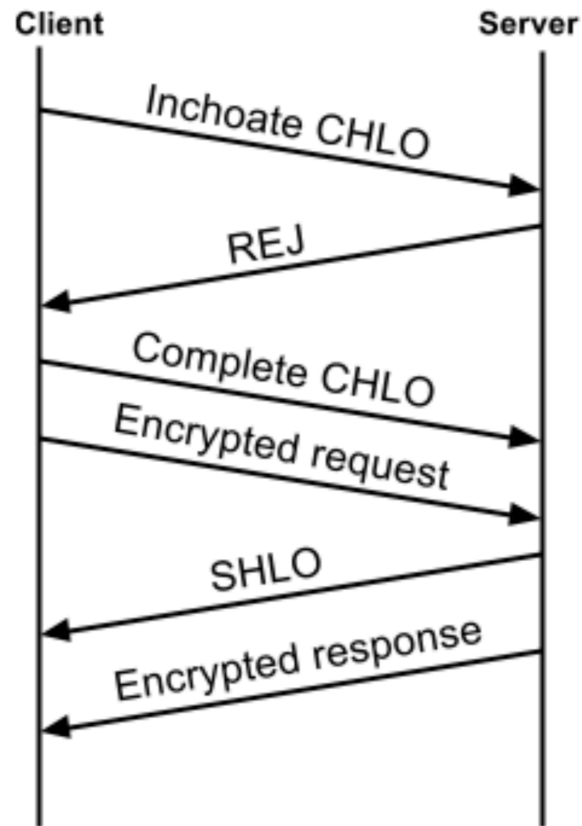 Client
Server
Inchoate CHLO
REJ
Complete CHLO
Encrypted request
SHLO
Encrypted response